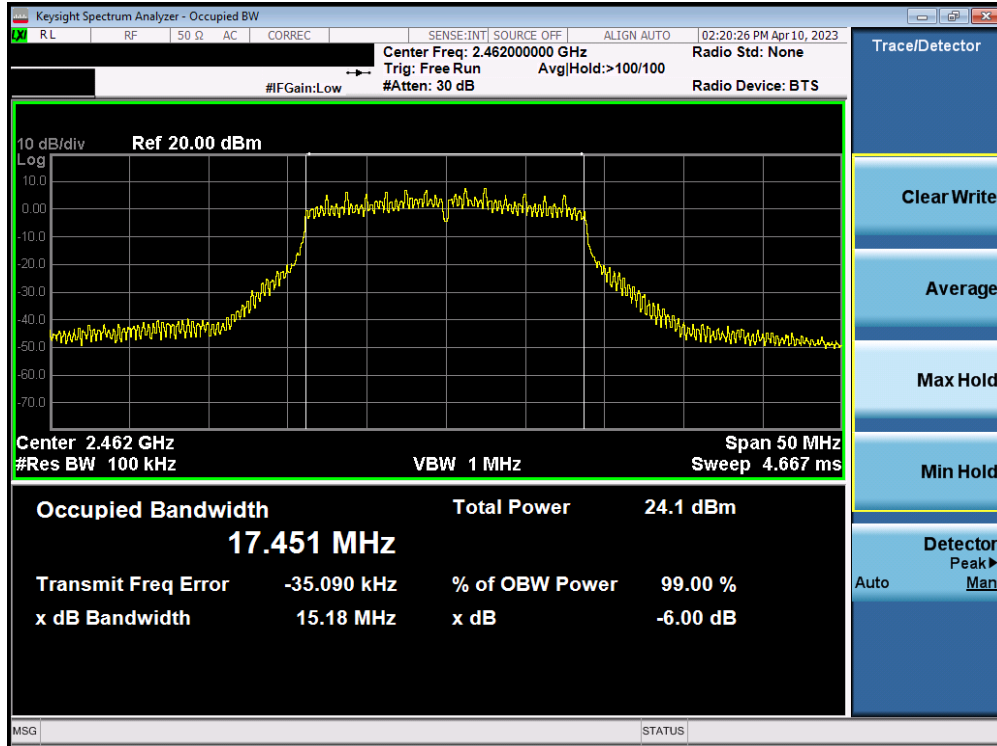 Keysight Spectrum Analyzer - Occupied BW
LXI RL RF 50 Ω AC CORREC SENSE:INT SOURCE OFF ALIGN AUTO 02:20:26 PM Apr 10, 2023
Center Freq: 2.462000000 GHz Radio Std: None
Trig: Free Run Avg|Hold:>100/100
#IFGain:Low #Atten: 30 dB Radio Device: BTS
Trace/Detector
10 dB/div Ref 20.00 dBm
Log
10.0
0.00
-10.0
-20.0
-30.0
-40.0
-50.0
-60.0
-70.0
Center 2.462 GHz Span 50 MHz
#Res BW 100 kHz VBW 1 MHz Sweep 4.667 ms
Occupied Bandwidth Total Power 24.1 dBm
17.451 MHz
Transmit Freq Error -35.090 kHz % of OBW Power 99.00 %
x dB Bandwidth 15.18 MHz x dB -6.00 dB
Clear Write
Average
Max Hold
Min Hold
Detector
Peak▶
Auto Man
MSG STATUS